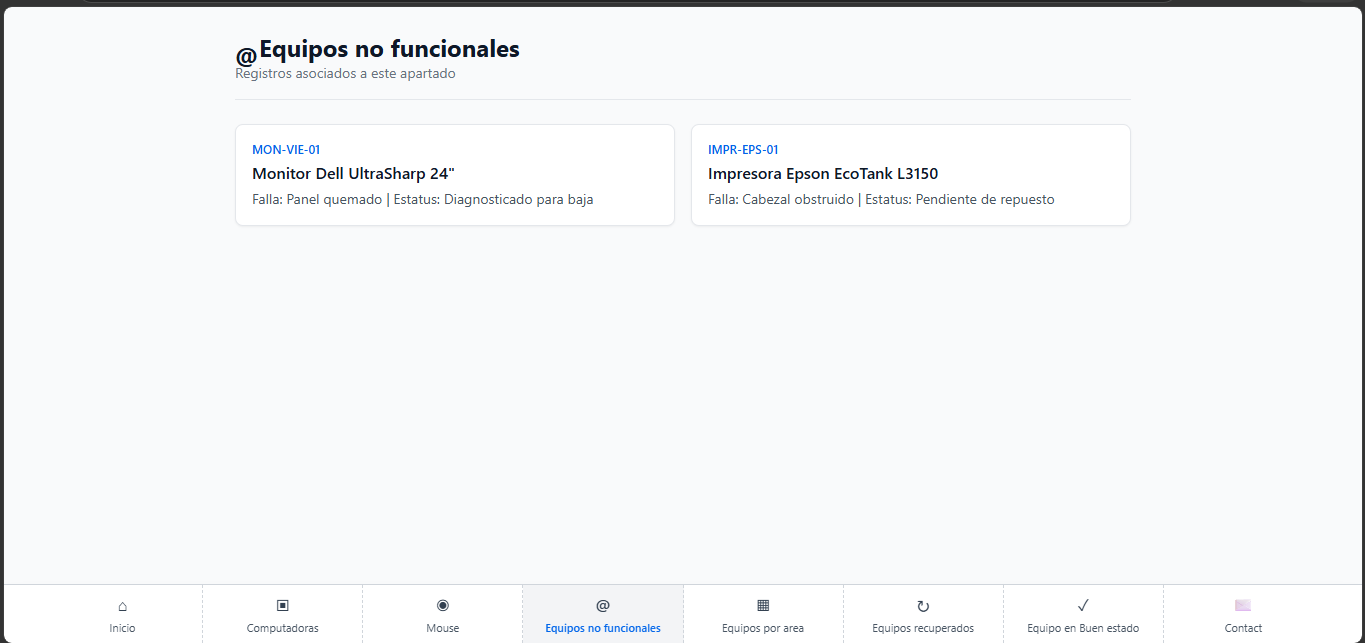 @Equipos no funcionales
Registros asociados a este apartado
MON-VIE-01
Monitor Dell UltraSharp 24"
Falla: Panel quemado | Estatus: Diagnosticado para baja
IMPR-EPS-01
Impresora Epson EcoTank L3150
Falla: Cabezal obstruido | Estatus: Pendiente de repuesto
@
Inicio
Computadoras
Mouse
Equipos no funcionales
Equipos por area
Equipos recuperados
Equipo en Buen estado
Contact